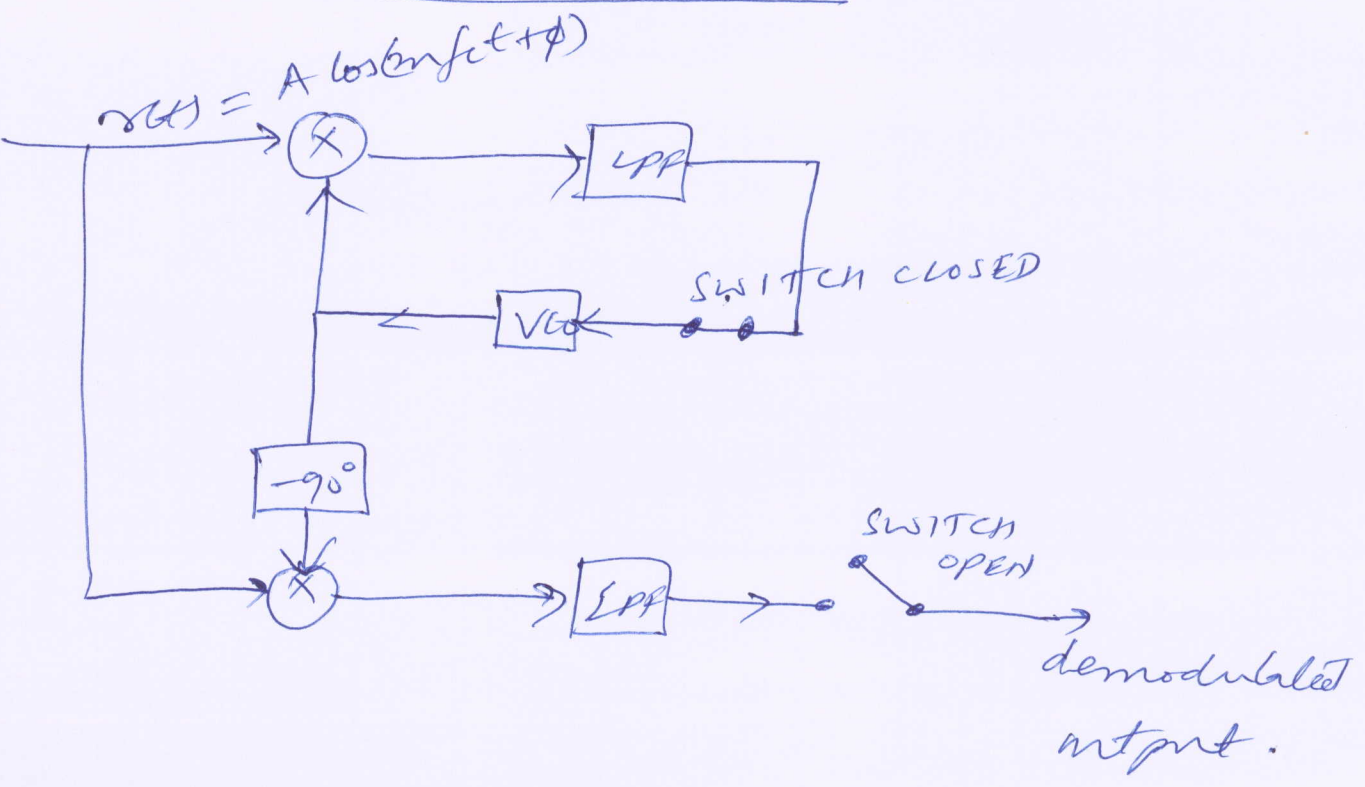 r(t) = A cos(2πfct+φ)
X
LPF
SWITCH CLOSED
VCO
-90°
SWITCH
OPEN
X
LPF
demodulated
output.